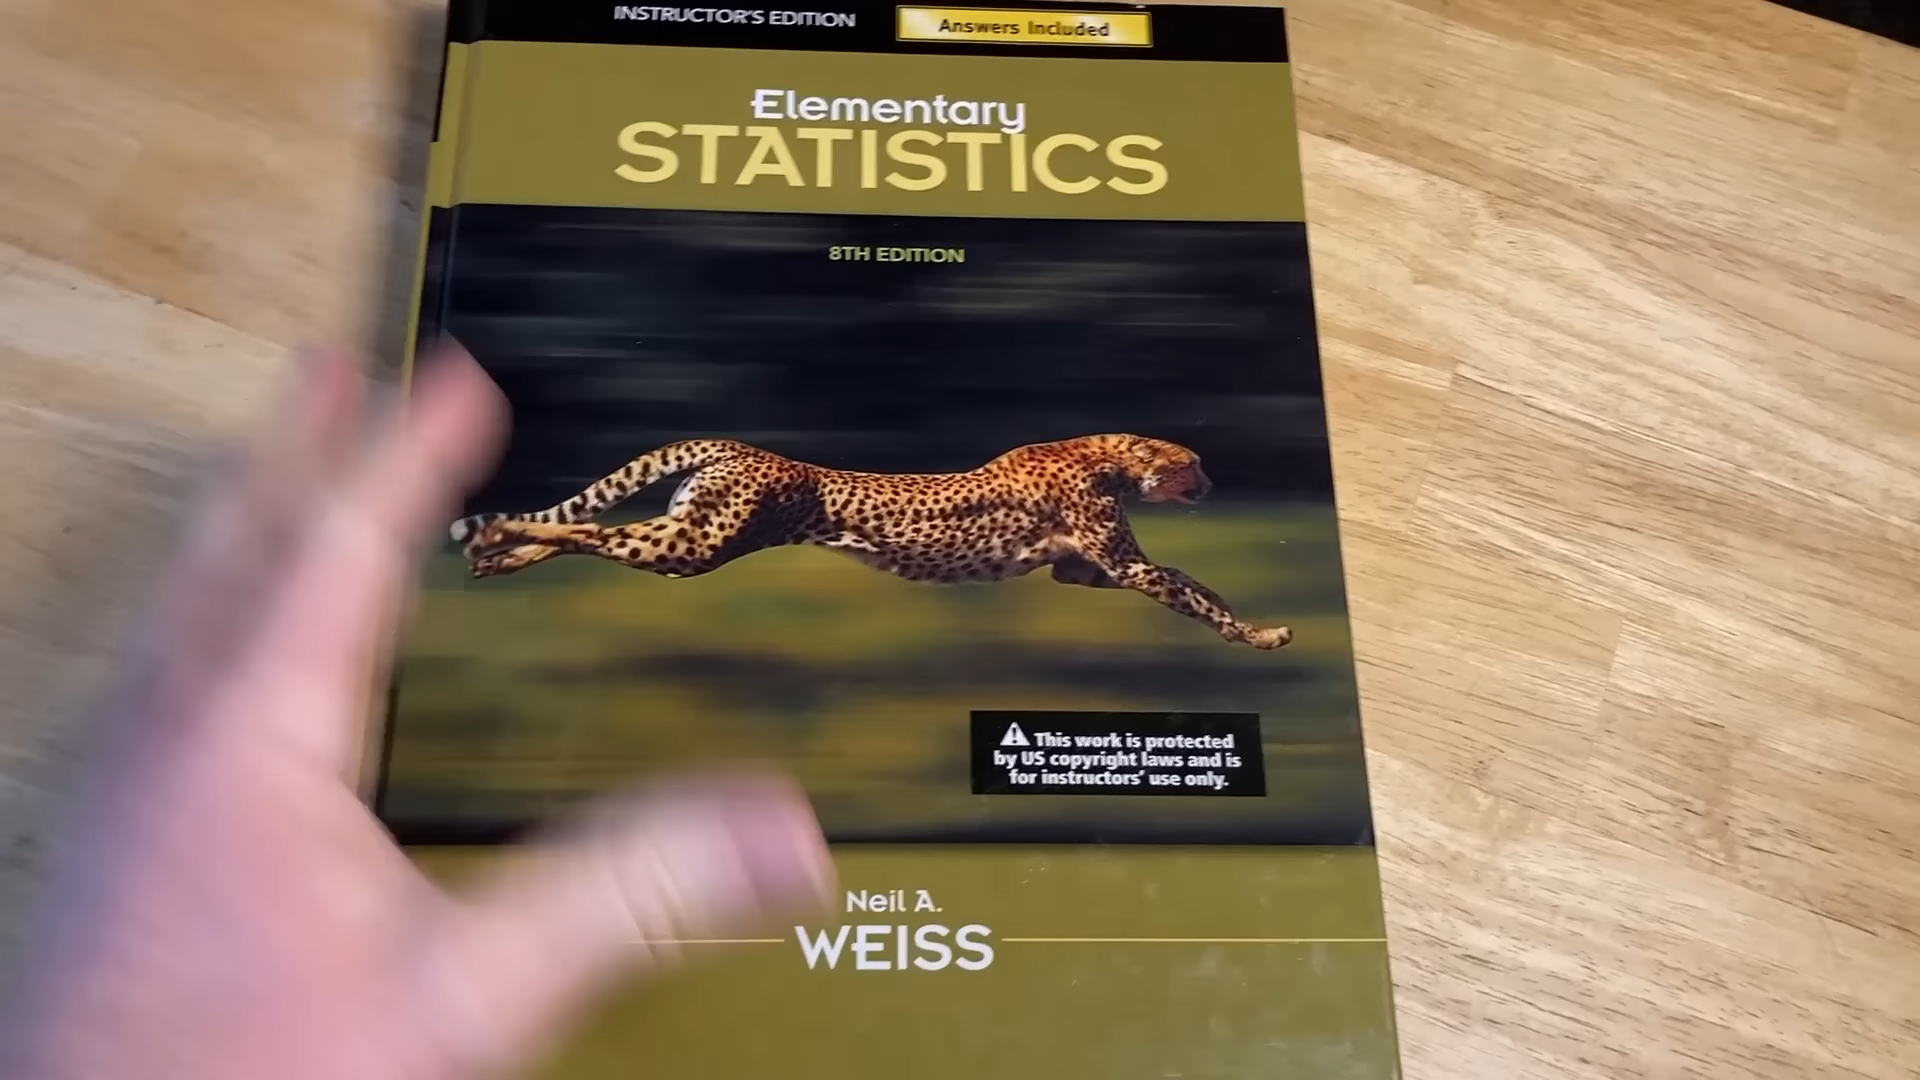 INSTRUCTOR'S EDITION
Answers Included
Elementary
STATISTICS
8TH EDITION
This work is protected
by US copyright laws and is
for instructors' use only.
Neil A.
WEISS